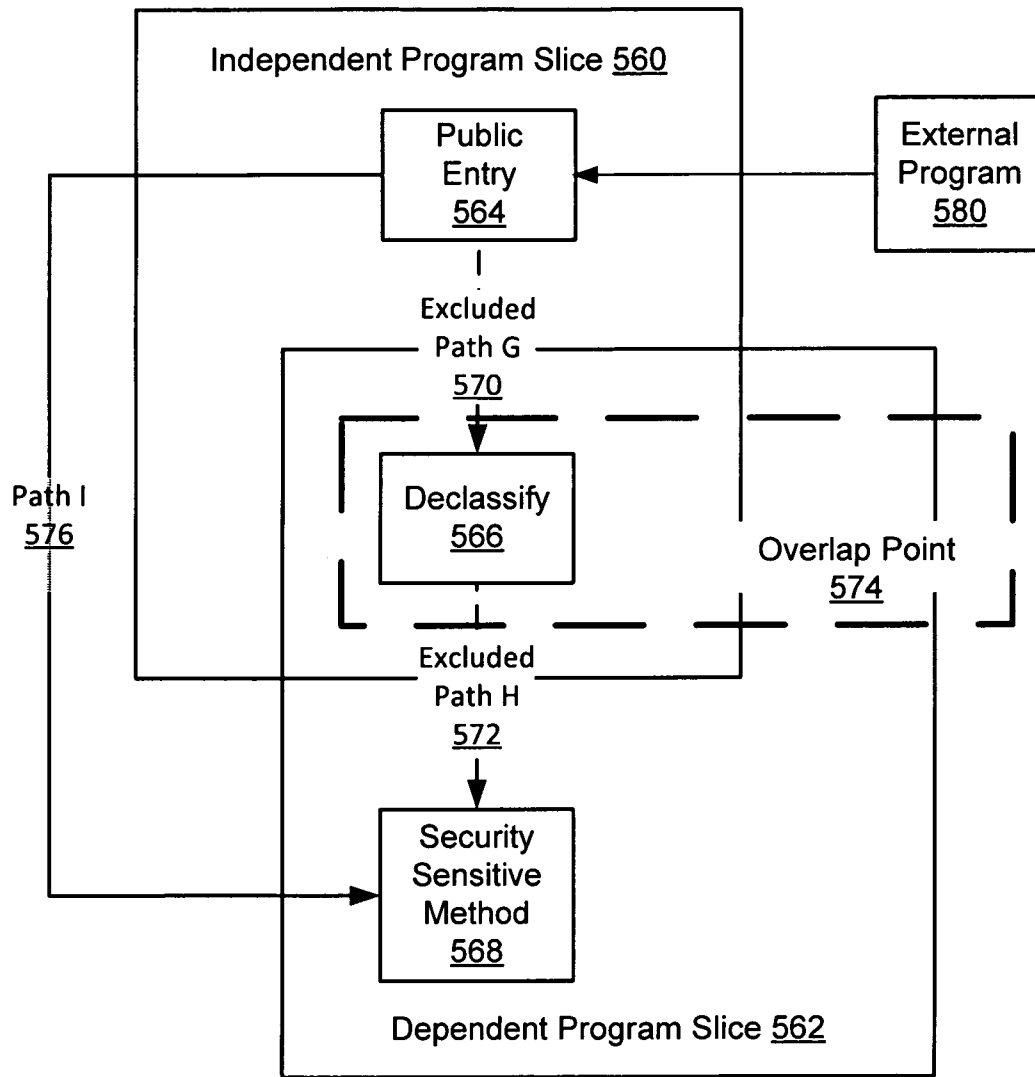 Independent Program Slice 560
Public
Entry
564
External
Program
580
Excluded
Path G
570
Declassify
566
Path I
576
Overlap Point
574
Excluded
Path H
572
Security
Sensitive
Method
568
Dependent Program Slice 562